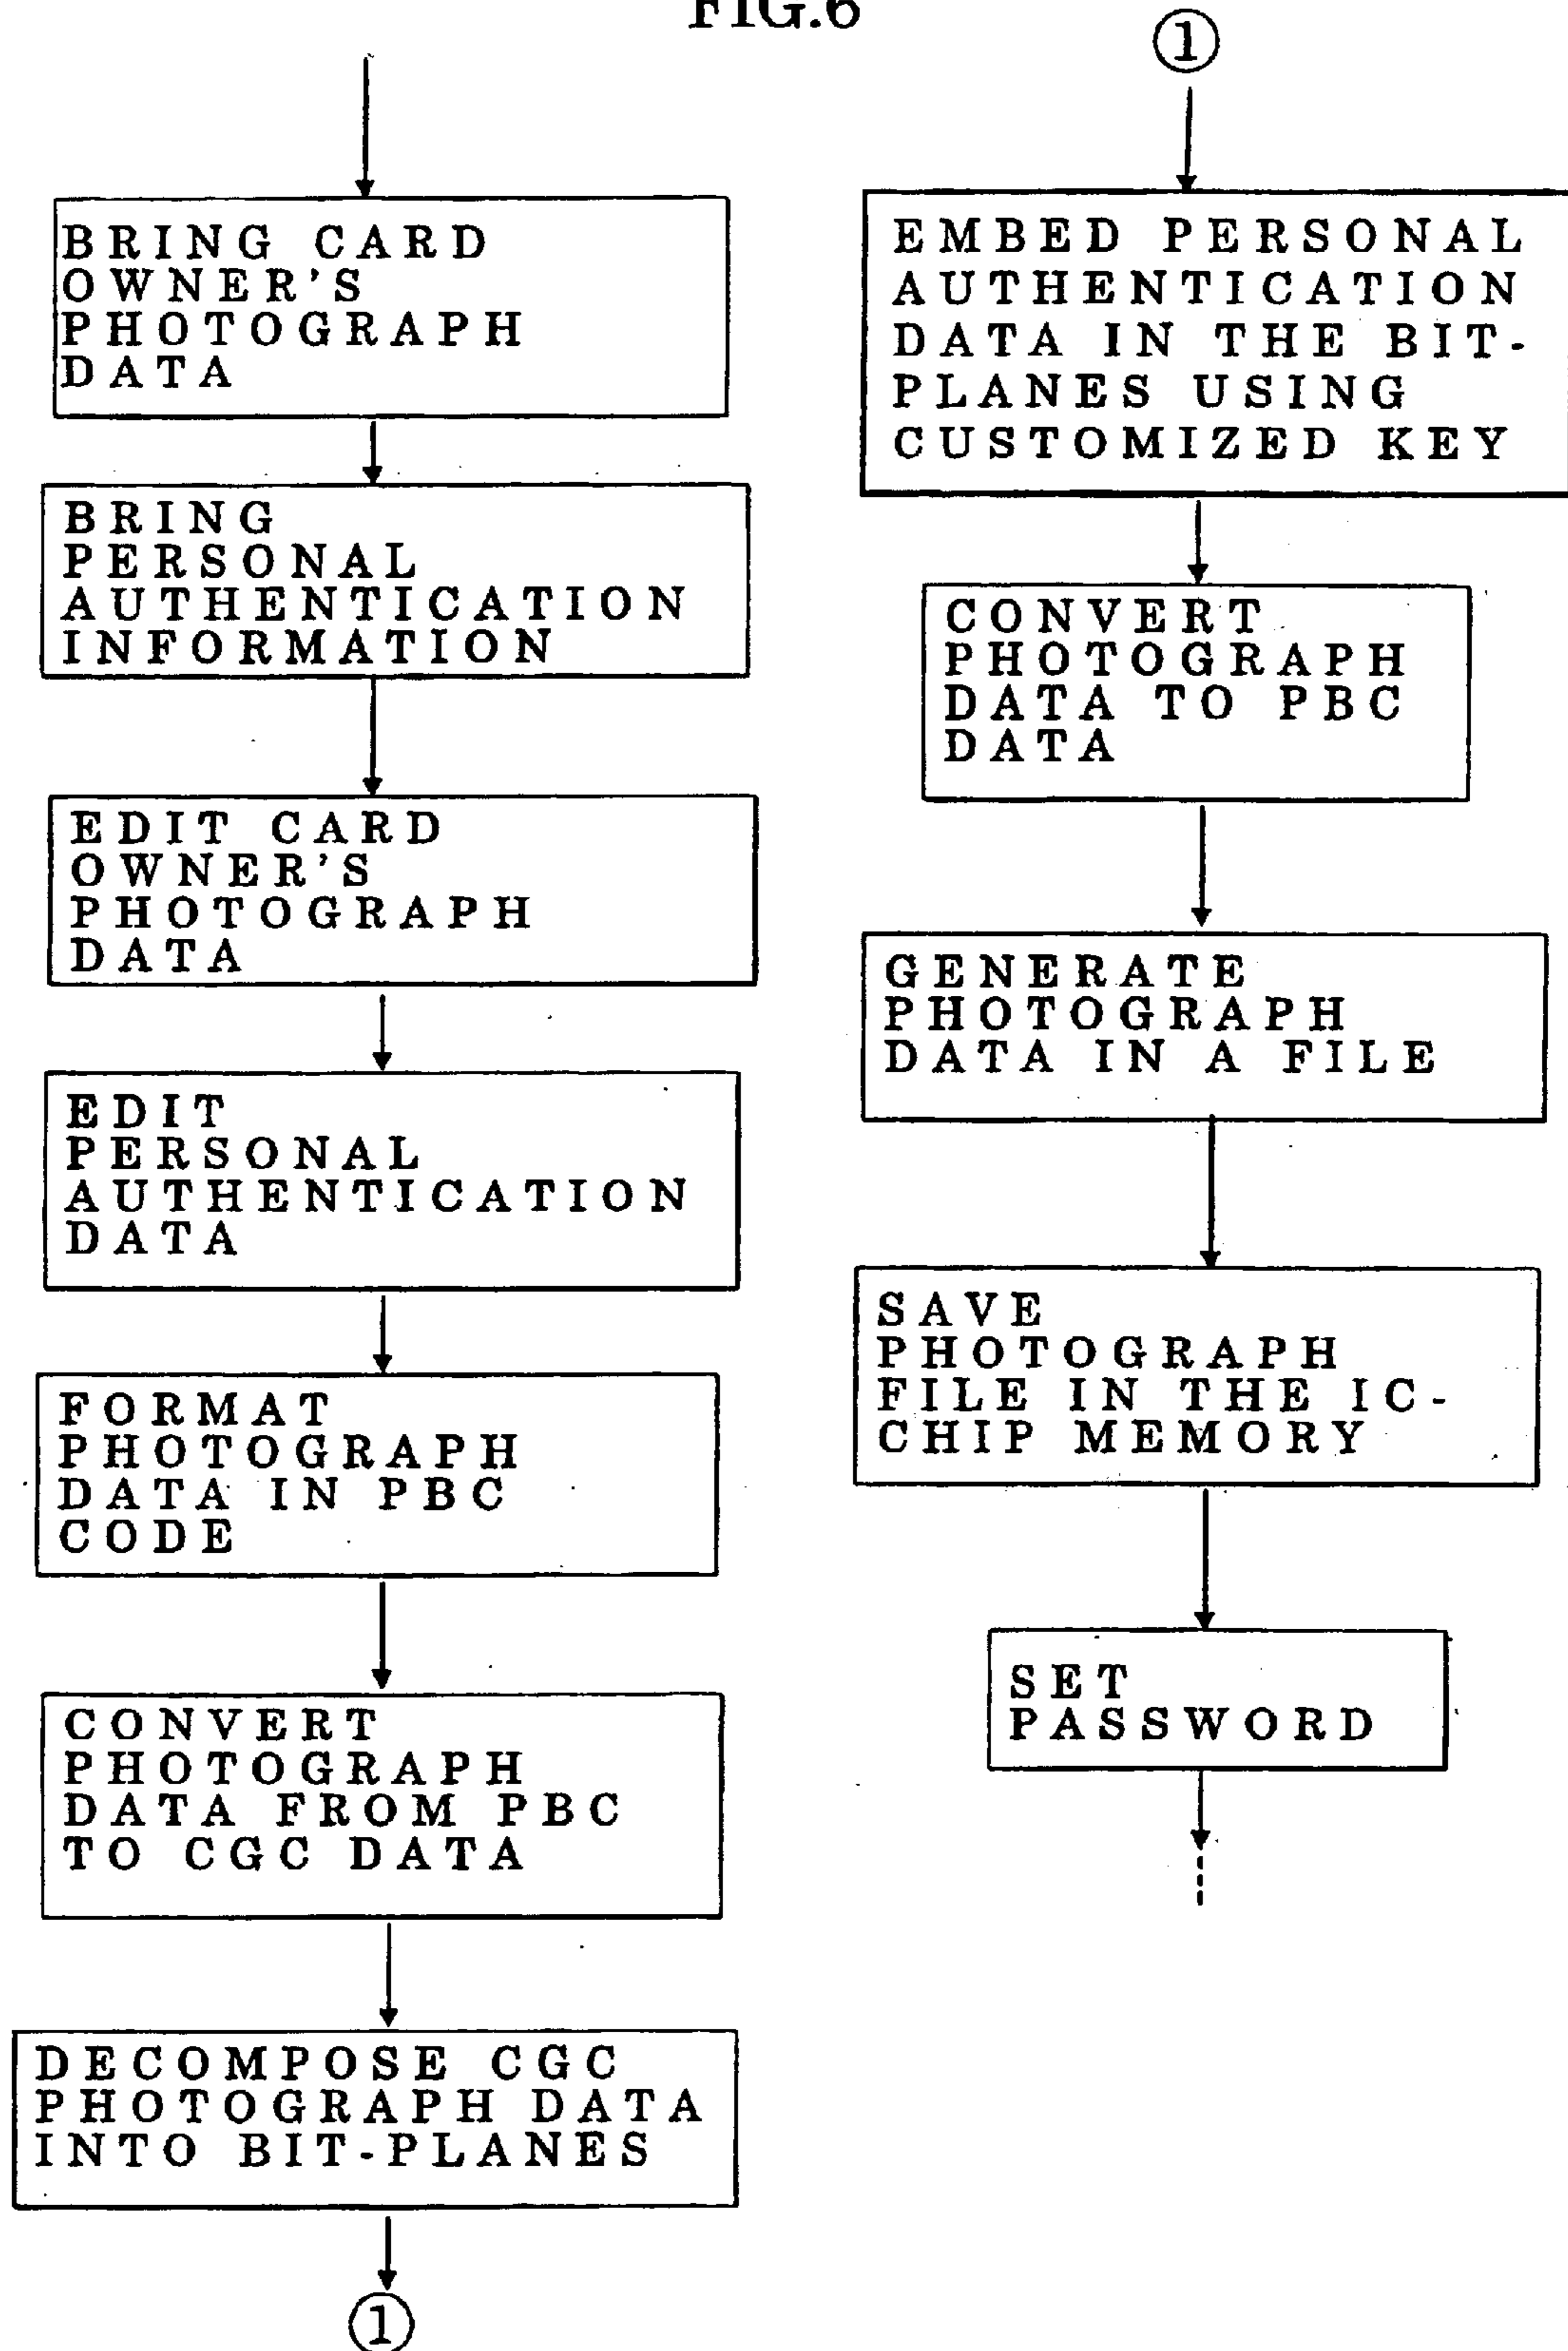 FIG.6
BRING CARD
OWNER'S
PHOTOGRAPH
DATA
BRING
PERSONAL
AUTHENTICATION
INFORMATION
EDIT CARD
OWNER'S
PHOTOGRAPH
DATA
EDIT
PERSONAL
AUTHENTICATION
DATA
FORMAT
PHOTOGRAPH
DATA IN PBC
CODE
CONVERT
PHOTOGRAPH
DATA FROM PBC
TO CGC DATA
DECOMPOSE CGC
PHOTOGRAPH DATA
INTO BIT-PLANES
①
①
EMBED PERSONAL
AUTHENTICATION
DATA IN THE BIT-
PLANES USING
CUSTOMIZED KEY
CONVERT
PHOTOGRAPH
DATA TO PBC
DATA
GENERATE
PHOTOGRAPH
DATA IN A FILE
SAVE
PHOTOGRAPH
FILE IN THE IC-
CHIP MEMORY
SET
PASSWORD